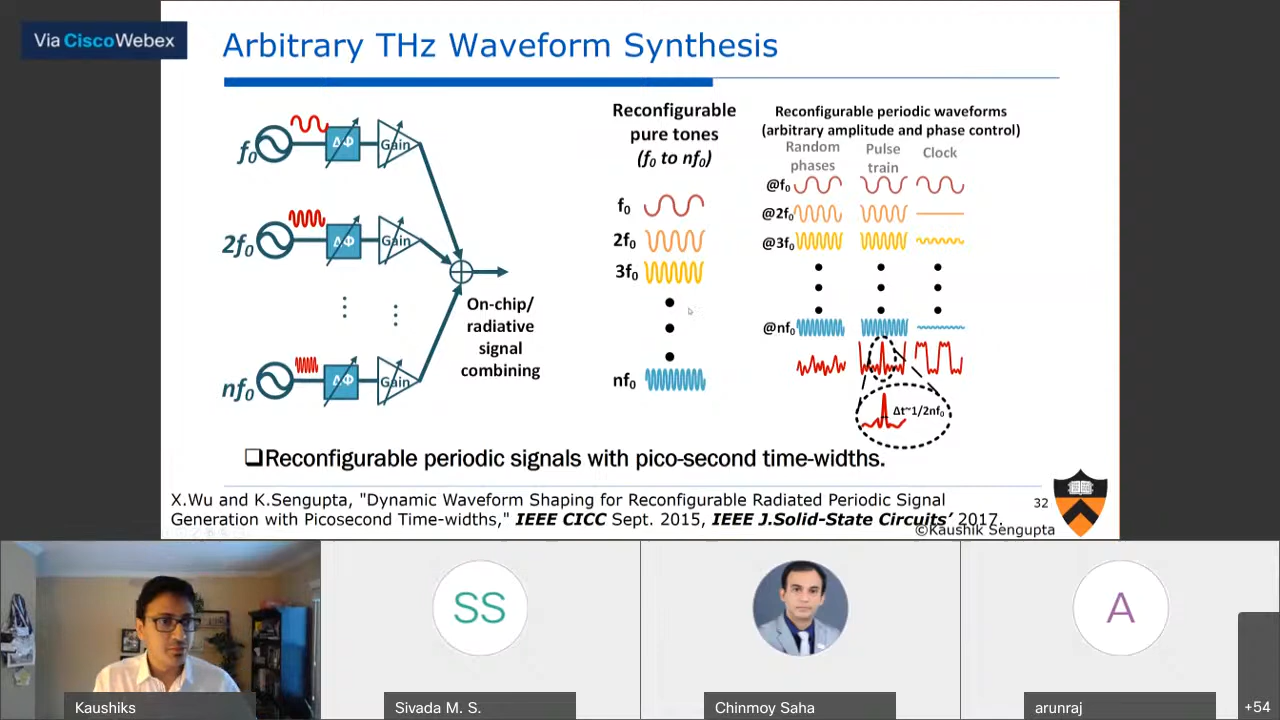 Via Cisco Webex
Arbitrary THz Waveform Synthesis
f₀
ΔΦ
Gain
2f₀
ΔΦ
Gain
nf₀
ΔΦ
Gain
On-chip/
radiative
signal
combining
Reconfigurable
pure tones
(f₀ to nf₀)
f₀
2f₀
3f₀
nf₀
Reconfigurable periodic waveforms
(arbitrary amplitude and phase control)
Random
phases
Pulse
train
Clock
@f₀
@2f₀
@3f₀
@nf₀
Δt~1/2nf₀
❑Reconfigurable periodic signals with pico-second time-widths.
X.Wu and K.Sengupta, "Dynamic Waveform Shaping for Reconfigurable Radiated Periodic Signal
Generation with Picosecond Time-widths," IEEE CICC Sept. 2015, IEEE J.Solid-State Circuits’ 2017.
32
©Kaushik Sengupta
SS
A
Kaushiks
Sivada M. S.
Chinmoy Saha
arunraj
+54